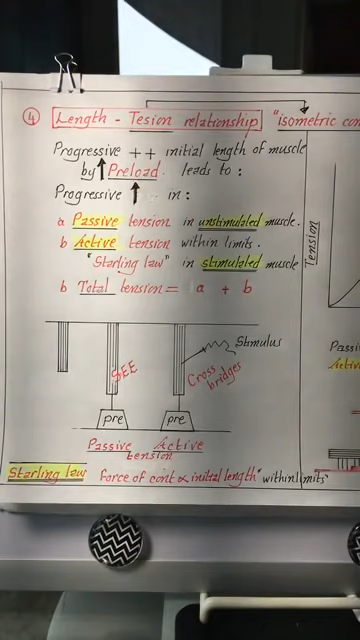 ④ Length - Tesion relationship "isometric con
Progressive ++ initial length of muscle
by ↑ Preload. leads to :
Progressive ↑ in :
a Passive tension in unstimulated muscle.
b Active tension within limits.
"Starling law" in stimulated muscle
b Total tension = a + b
Tension
Stimulus
SEE
Cross bridges
pre pre
Passive Active
tension
Passi
Activ
Starling law Force of cont ∝ initial length "within limits"